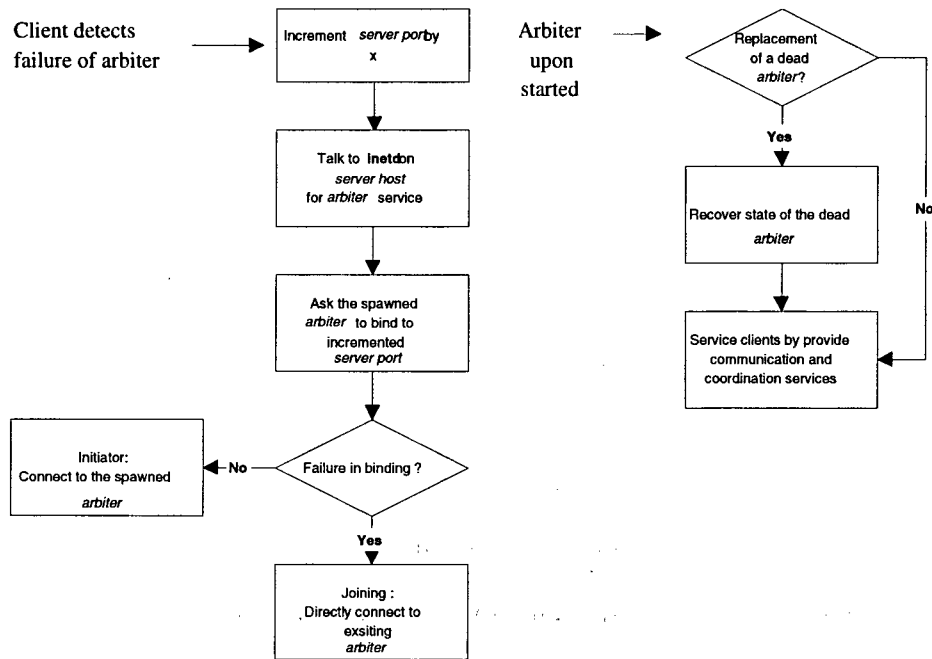 Client detects
failure of arbiter
Increment server portby
x
Talk to inetdon
server host
for arbiter service
Ask the spawned
arbiter to bind to
incremented
server port
Failure in binding ?
No
Initiator:
Connect to the spawned
arbiter
Yes
Joining :
Directly connect to
exsiting
arbiter
Arbiter
upon
started
Replacement
of a dead
arbiter?
Yes
No
Recover state of the dead
arbiter
Service clients by provide
communication and
coordination services